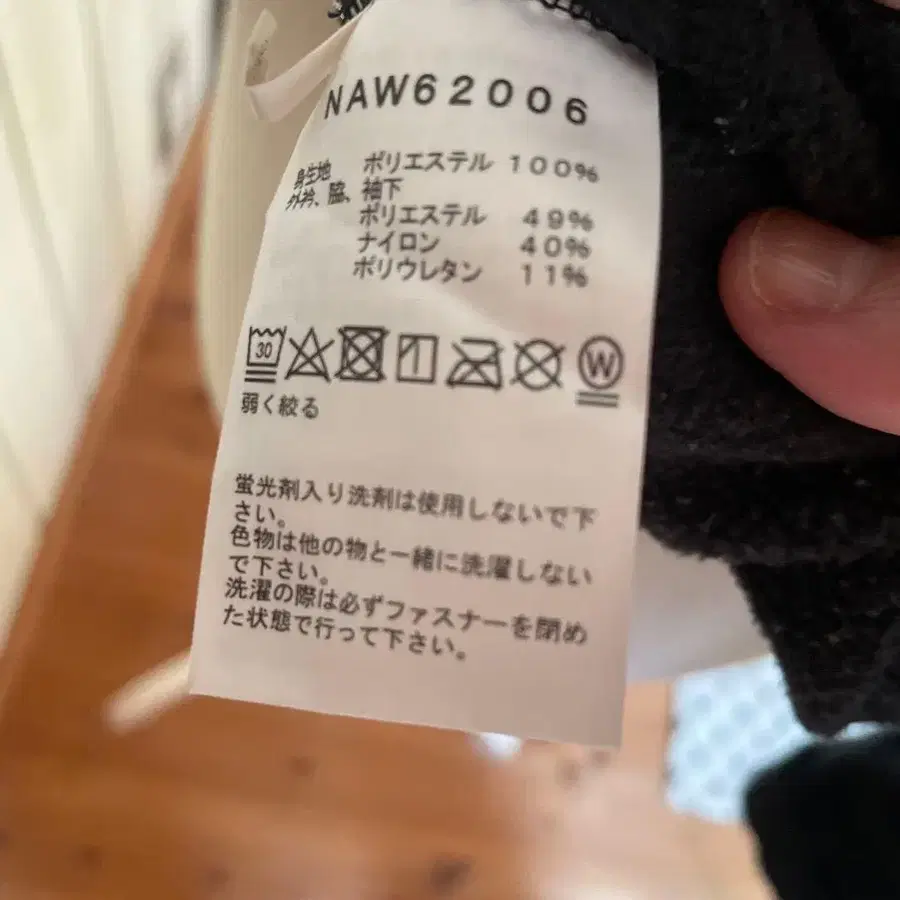 NAW62006
身生地 ポリエステル 100%
外衿、脇、袖下
ポリエステル 49%
ナイロン 40%
ポリウレタン 11%
30
W
弱く絞る
蛍光剤入り洗剤は使用しないで下
さい。
色物は他の物と一緒に洗濯しない
で下さい。
洗濯の際は必ずファスナーを閉め
た状態で行って下さい。